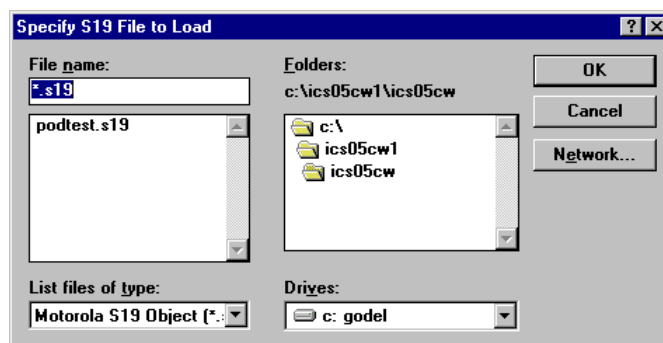 Specify S19 File to Load
File name:
*.s19
podtest.s19
List files of type:
Motorola S19 Object (*.
Folders:
c:\ics05cw1\ics05cw
c:\
ics05cw1
ics05cw
Drives:
c: godel
OK
Cancel
Network...